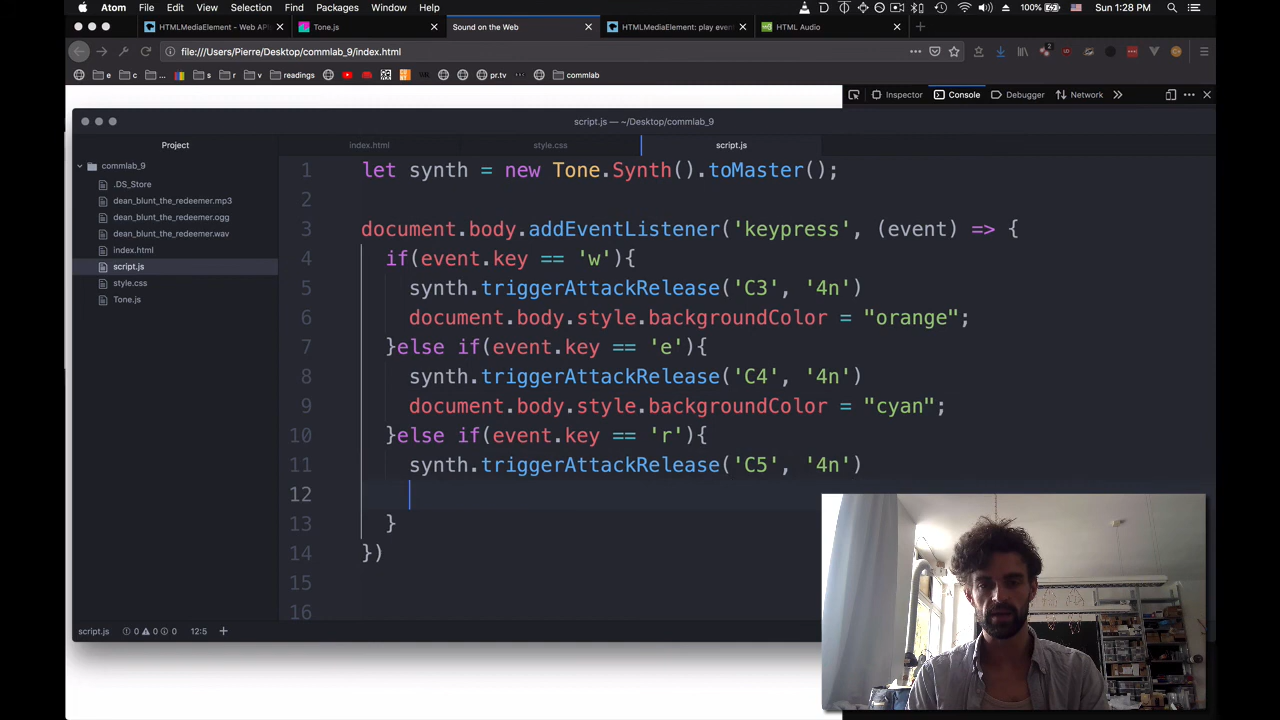 Atom File Edit View Selection Find Packages Window Help
100% Sun 1:28 PM
HTMLMediaElement - Web API
Tone.js
Sound on the Web
HTMLMediaElement: play event
HTML Audio
file:///Users/Pierre/Desktop/commlab_9/index.html
e c ... s r v readings pr.tv commlab
Inspector Console Debugger Network
script.js — ~/Desktop/commlab_9
Project
index.html style.css script.js
commlab_9
.DS_Store
dean_blunt_the_redeemer.mp3
dean_blunt_the_redeemer.ogg
dean_blunt_the_redeemer.wav
index.html
script.js
style.css
Tone.js
1 let synth = new Tone.Synth().toMaster();
2
3 document.body.addEventListener('keypress', (event) => {
4 if(event.key == 'w'){
5 synth.triggerAttackRelease('C3', '4n')
6 document.body.style.backgroundColor = "orange";
7 }else if(event.key == 'e'){
8 synth.triggerAttackRelease('C4', '4n')
9 document.body.style.backgroundColor = "cyan";
10 }else if(event.key == 'r'){
11 synth.triggerAttackRelease('C5', '4n')
12
13 }
14 })
15
16
script.js 0 0 0 12:5 +